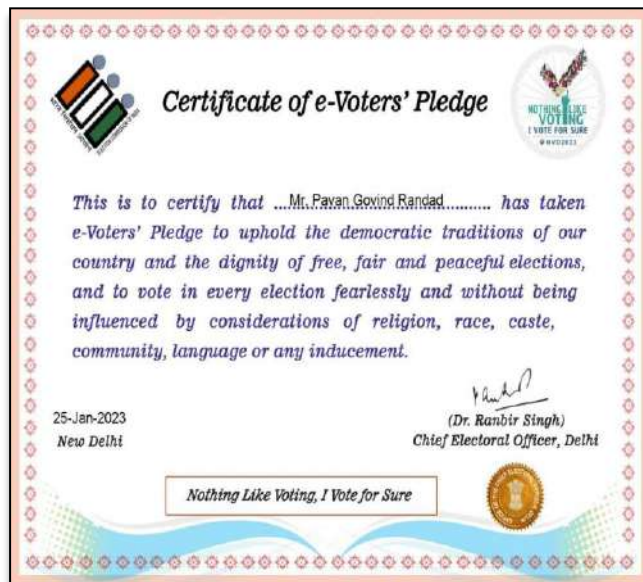 Certificate of e-Voters' Pledge
NOTHING LIKE
VOTING
I VOTE FOR SURE
#NVD2023
This is to certify that ....Mr. Pavan Govind Randad.......... has taken
e-Voters' Pledge to uphold the democratic traditions of our
country and the dignity of free, fair and peaceful elections,
and to vote in every election fearlessly and without being
influenced by considerations of religion, race, caste,
community, language or any inducement.
25-Jan-2023
New Delhi
(Dr. Ranbir Singh)
Chief Electoral Officer, Delhi
Nothing Like Voting, I Vote for Sure